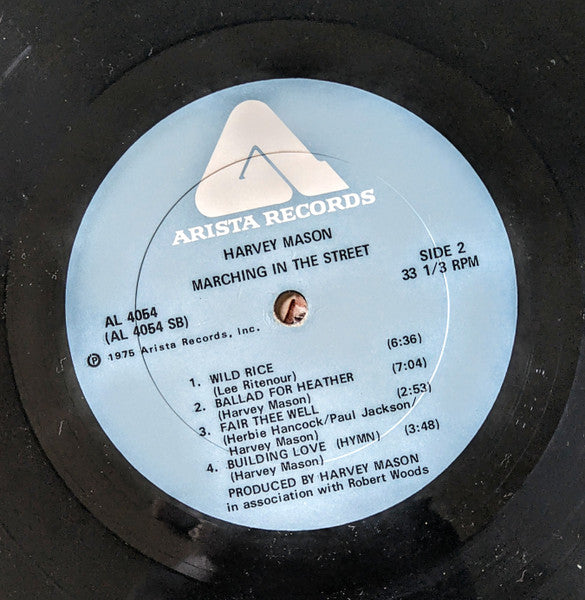 ARISTA RECORDS
HARVEY MASON
MARCHING IN THE STREET
SIDE 2
33 1/3 RPM
AL 4054
(AL 4054 SB)
℗ 1975 Arista Records, Inc.
1. WILD RICE (6:36)
(Lee Ritenour)
2. BALLAD FOR HEATHER (7:04)
(Harvey Mason)
3. FAIR THEE WELL (2:53)
(Herbie Hancock/Paul Jackson/
Harvey Mason)
4. BUILDING LOVE (HYMN) (3:48)
(Harvey Mason)
PRODUCED BY HARVEY MASON
in association with Robert Woods